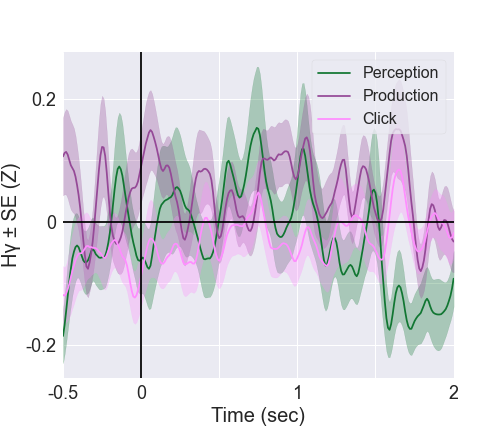 Perception
Production
Click
0.2
0
-0.2
Hγ ± SE (Z)
-0.5
0
1
2
Time (sec)